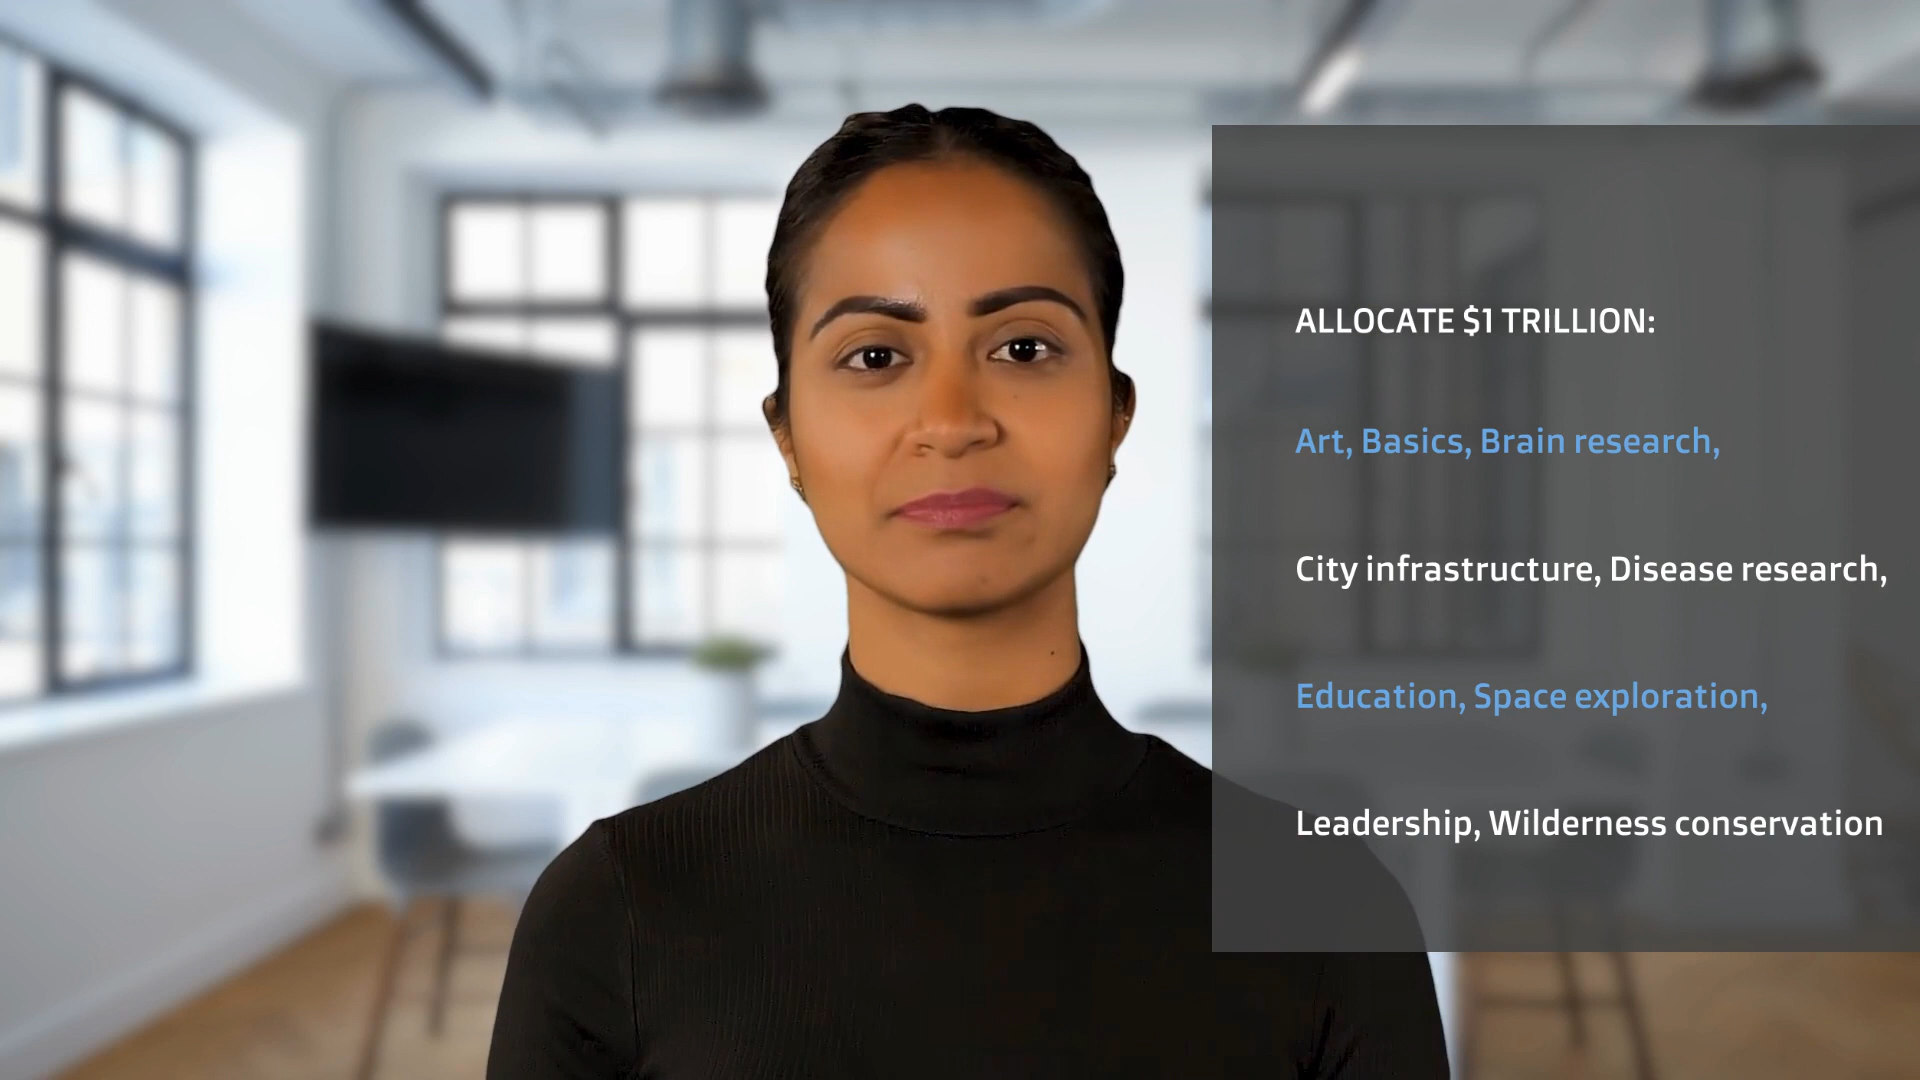 ALLOCATE $1 TRILLION:
Art, Basics, Brain research,
City infrastructure, Disease research,
Education, Space exploration,
Leadership, Wilderness conservation